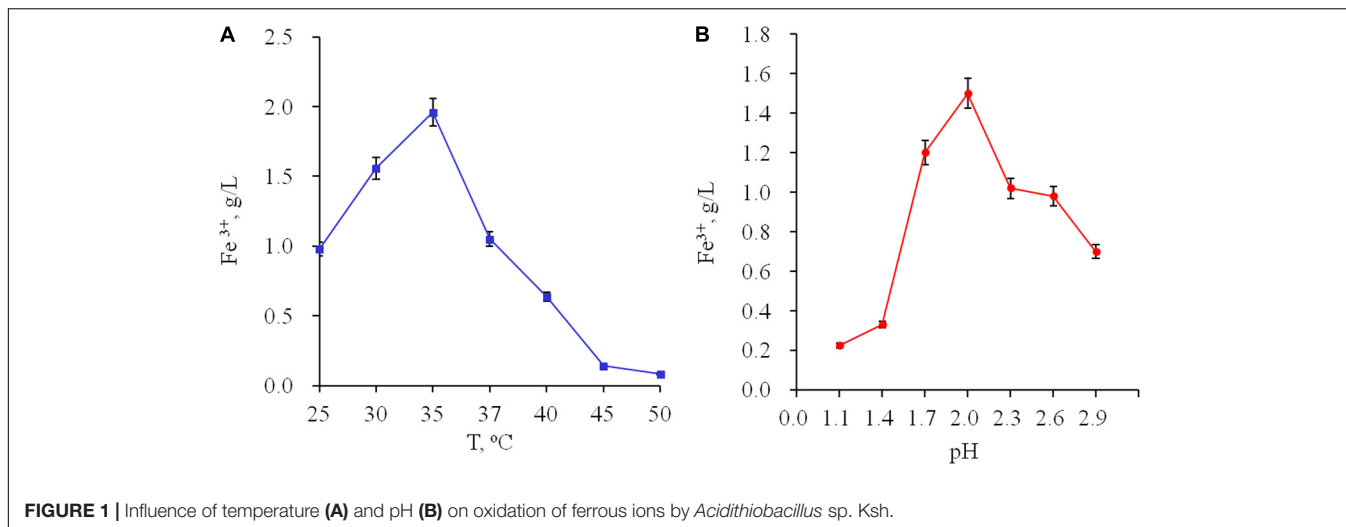 A
2.5
2.0
1.5
1.0
0.5
0.0
Fe 3+, g/L
25 30 35 37 40 45 50
T, ºC
B
1.8
1.6
1.4
1.2
1.0
0.8
0.6
0.4
0.2
0.0
Fe3+, g/L
0.0 1.1 1.4 1.7 2.0 2.3 2.6 2.9
pH
FIGURE 1 | Influence of temperature (A) and pH (B) on oxidation of ferrous ions by Acidithiobacillus sp. Ksh.